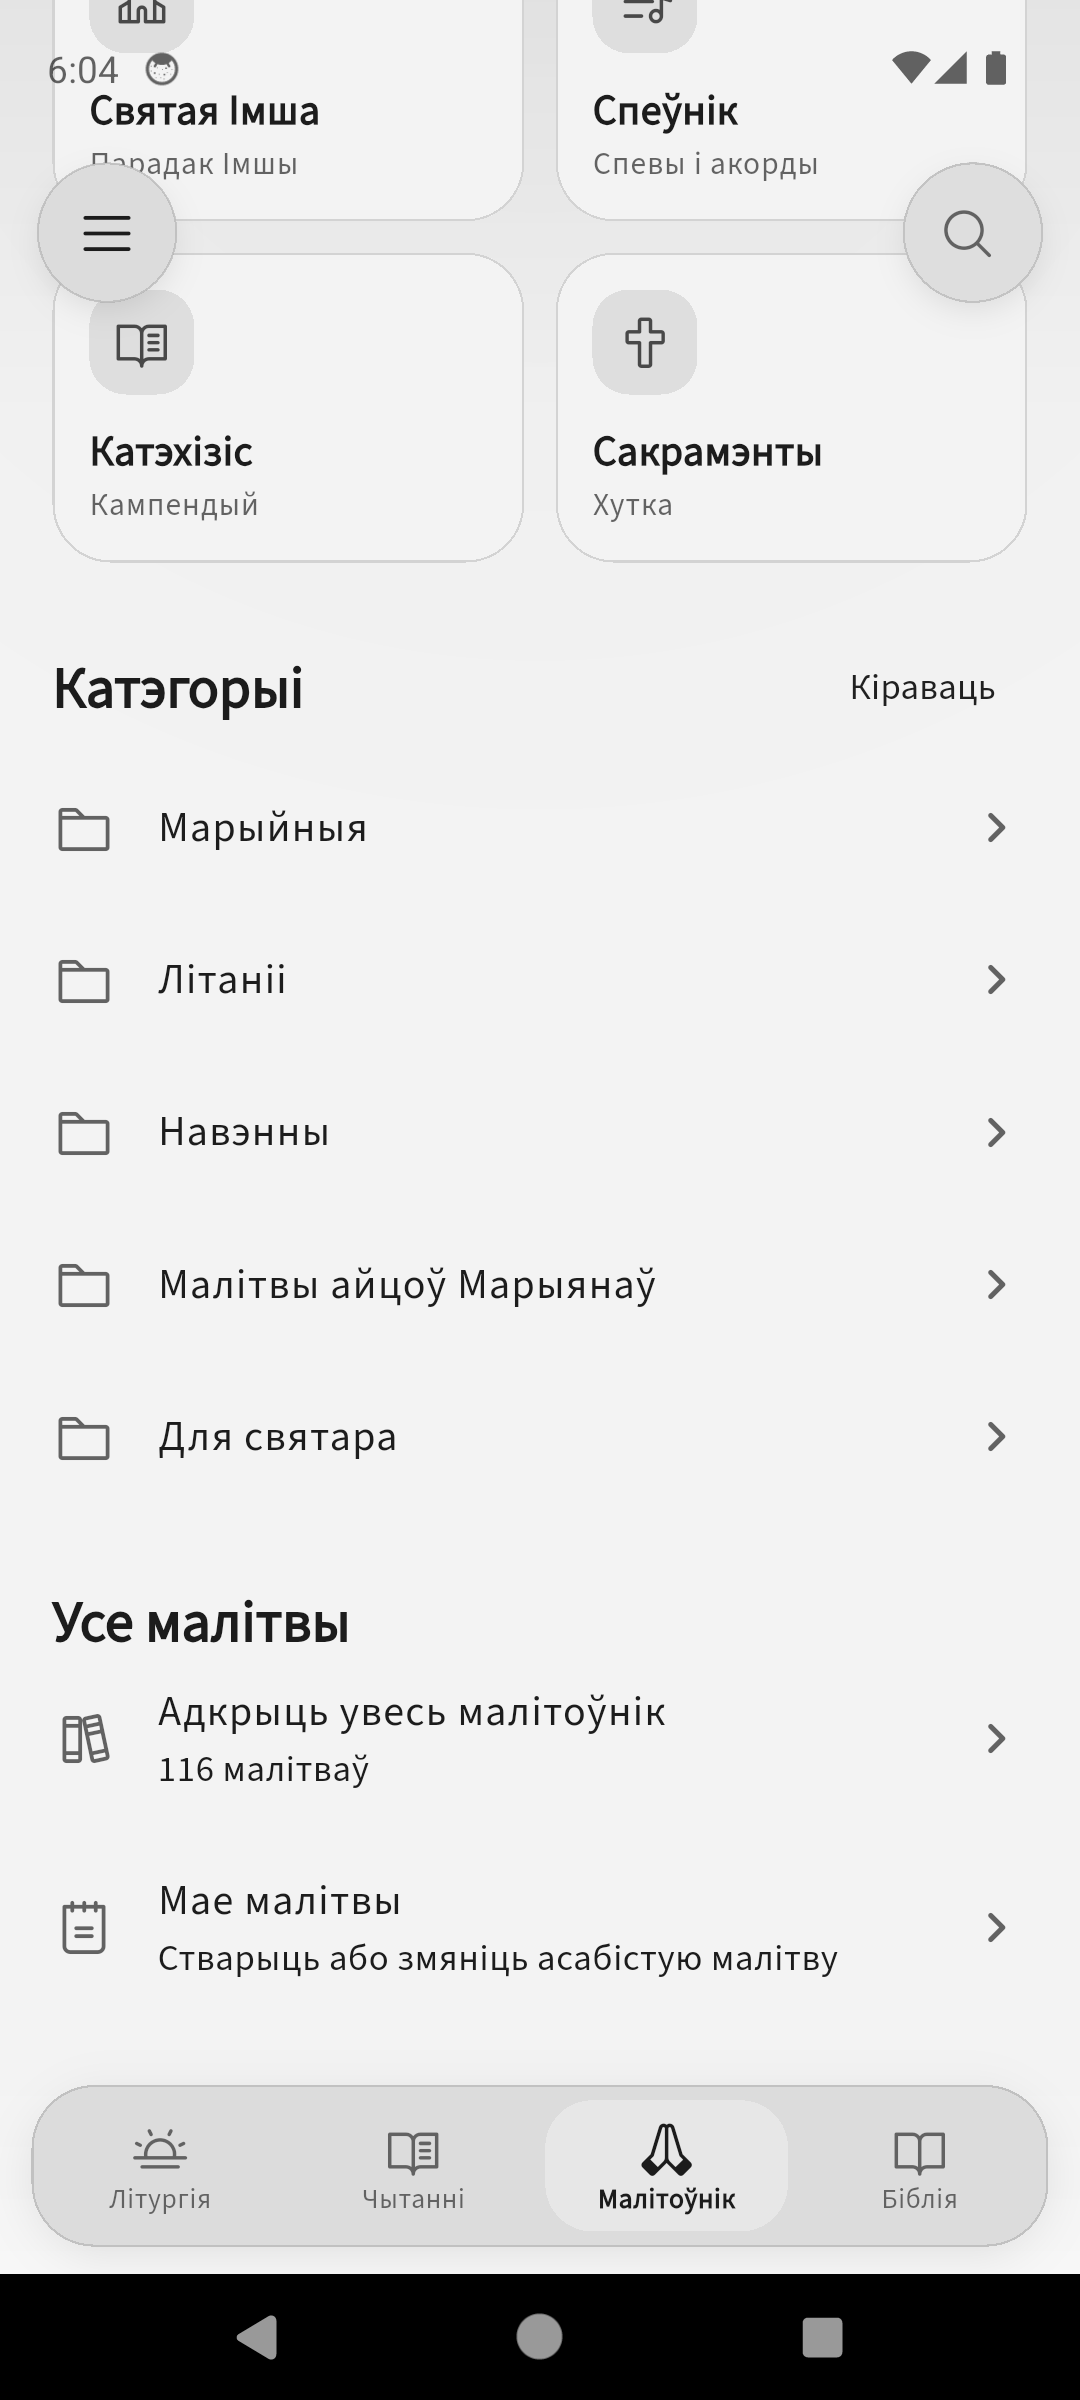 6:04
Святая Імша
Спеўнік
Парадак Імшы
Спевы і акорды
Катэхізіс
Сакрамэнты
Кампендый
Хутка
Катэгорыі
Кіраваць
Марыйныя
Літаніі
Навэнны
Малітвы айцоў Марыянаў
Для святара
Усе малітвы
Адкрыць увесь малітоўнік
116 малітваў
Мае малітвы
Стварыць або змяніць асабістую малітву
Літургія
Чытанні
Малітоўнік
Біблія